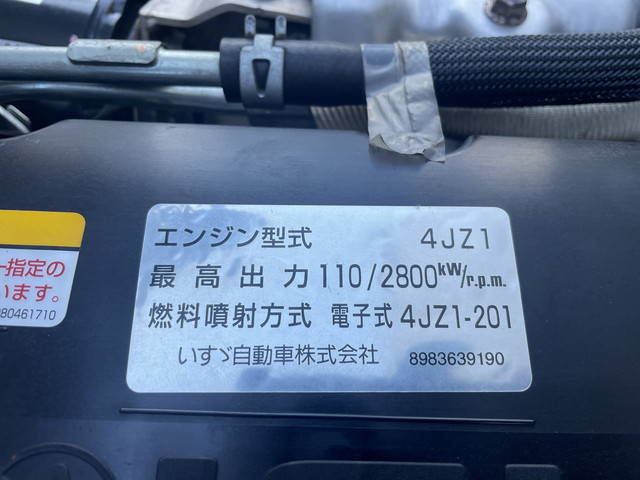 エンジン型式 4JZ1
最高出力 110/2800kW/r.p.m.
燃料噴射方式 電子式 4JZ1-201
いすゞ自動車株式会社 8983639190
指定の
います。
80461710